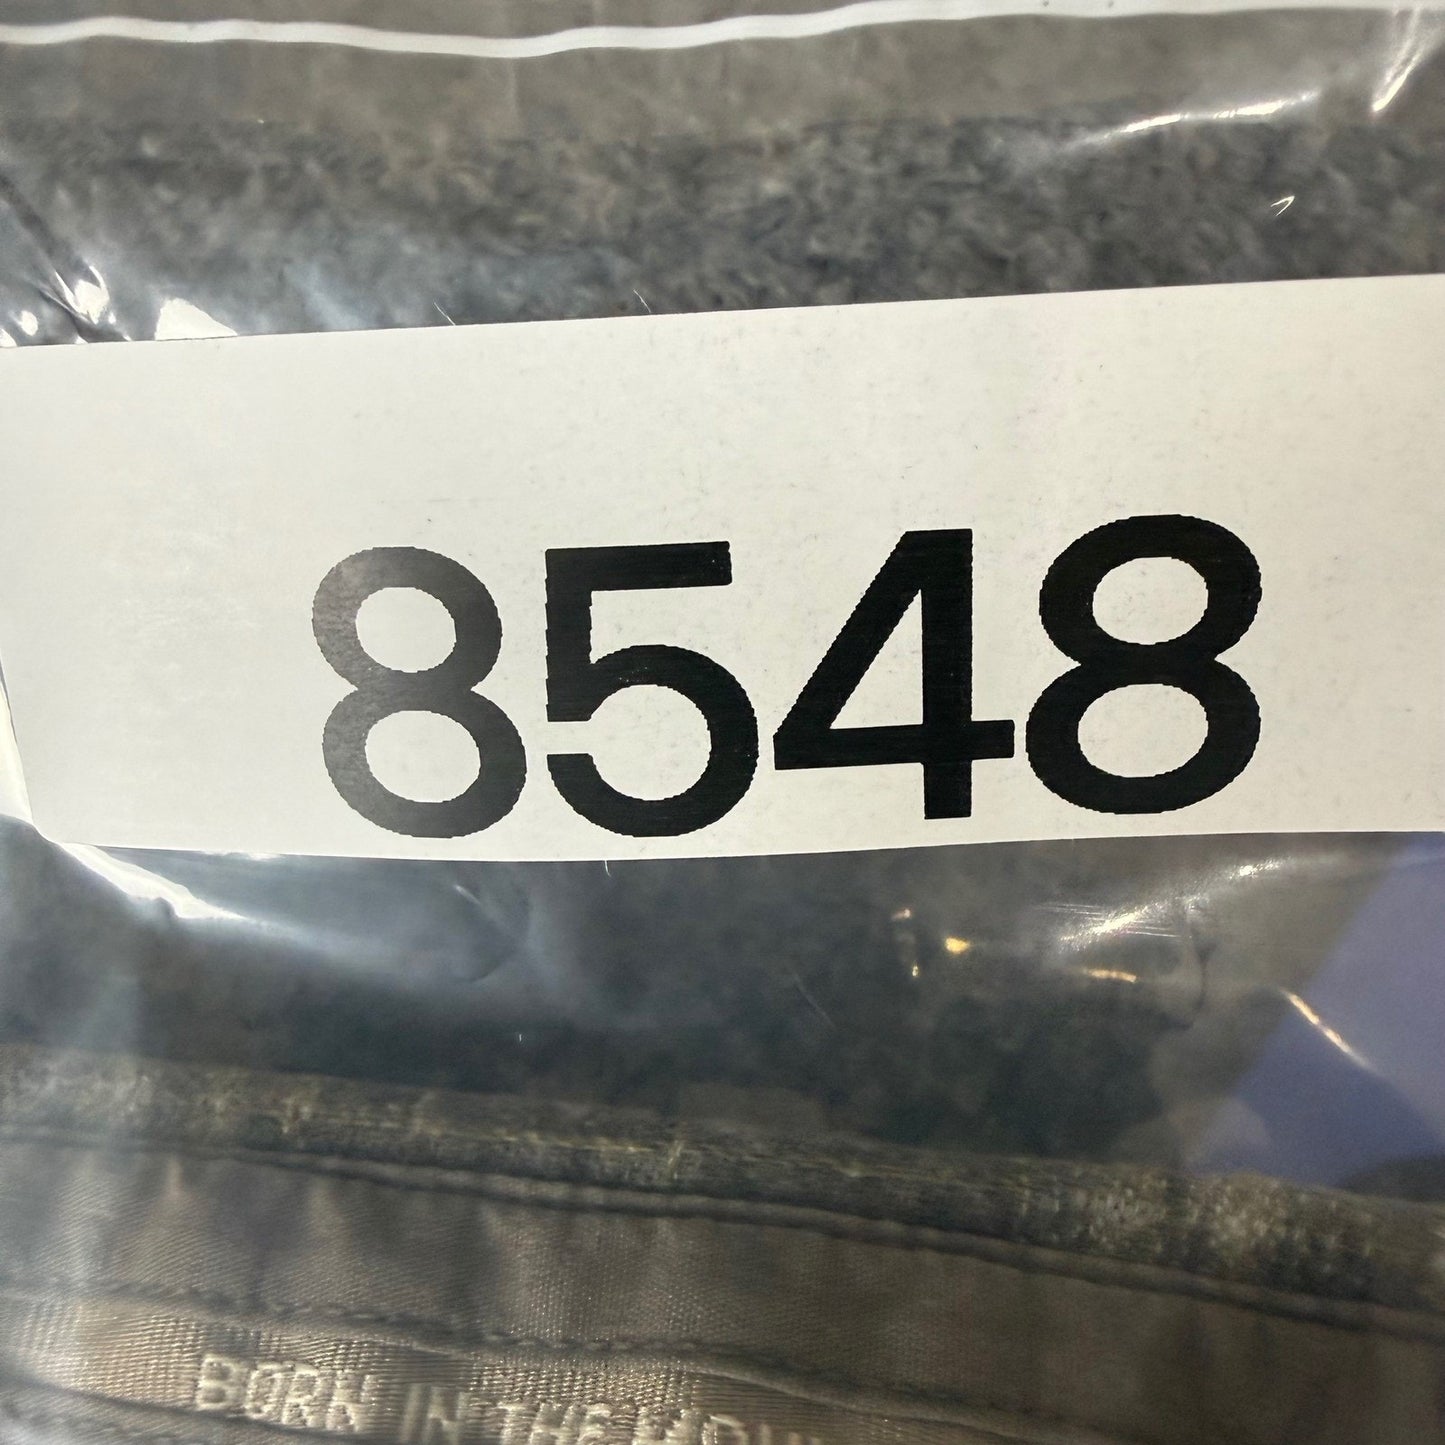 8548
BORN IN THE